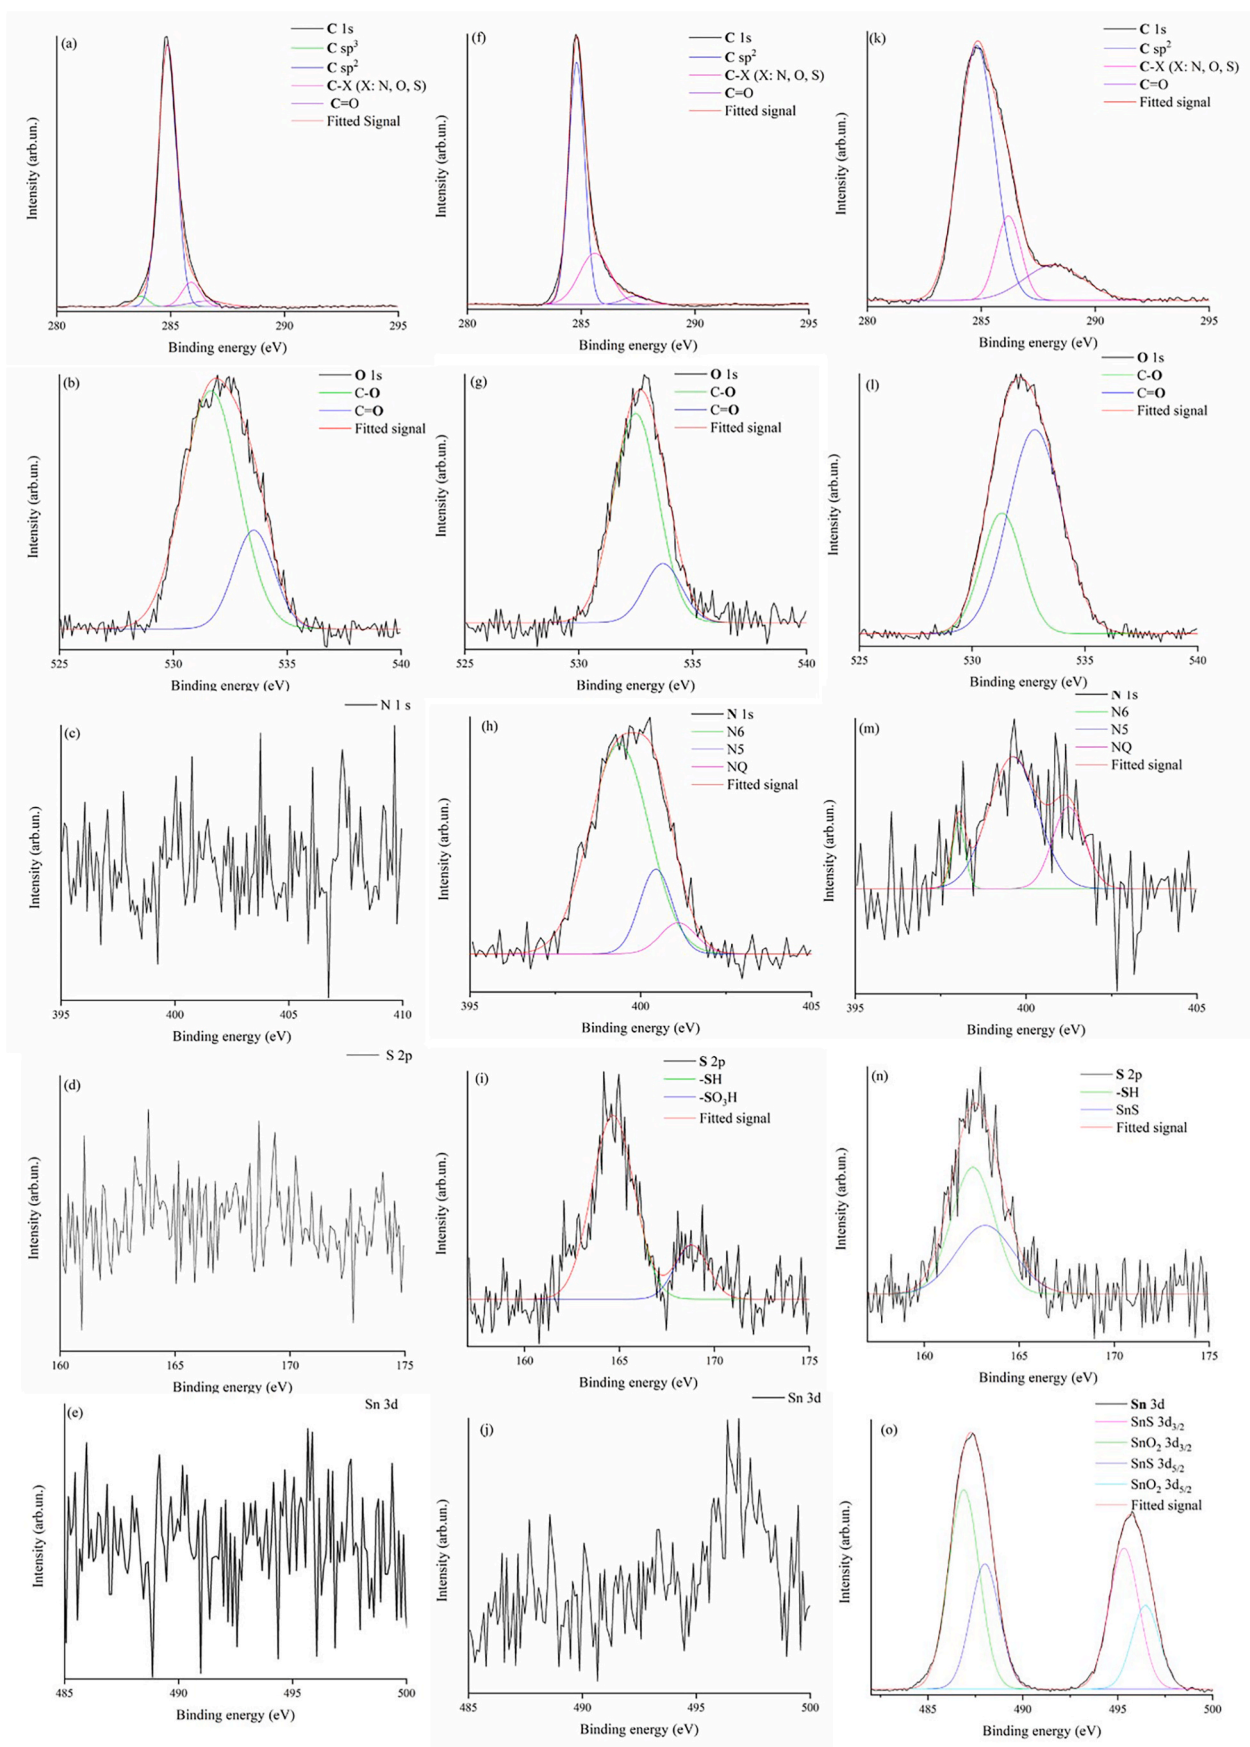 (a)
C 1s
C sp3
C sp2
C-X (X: N, O, S)
C=O
Fitted Signal
Intensity (arb.un.)
280 285 290 295
Binding energy (eV)
(f)
C 1s
C sp2
C-X (X: N, O, S)
C=O
Fitted signal
Intensity (arb.un.)
280 285 290 295
Binding energy (eV)
(k)
C 1s
C sp2
C-X (X: N, O, S)
C=O
Fitted signal
Intensity (arb.un.)
280 285 290 295
Binding energy (eV)
(b)
O 1s
C-O
C=O
Fitted signal
Intensity (arb.un.)
525 530 535 540
Binding energy (eV)
(g)
O 1s
C-O
C=O
Fitted signal
Intensity (arb.un.)
525 530 535 540
Binding energy (eV)
(l)
O 1s
C-O
C=O
Fitted signal
Intensity (arb.un.)
525 530 535 540
Binding energy (eV)
(c)
N 1 s
Intensity (arb.un.)
395 400 405 410
Binding energy (eV)
(h)
N 1s
N6
N5
NQ
Fitted signal
Intensity (arb.un.)
395 400 405
Binding energy (eV)
(m)
N 1s
N6
N5
NQ
Fitted signal
Intensity (arb.un.)
395 400 405
Binding energy (eV)
(d)
S 2p
Intensity (arb.un.)
160 165 170 175
Binding energy (eV)
(i)
S 2p
-SH
-SO3H
Fitted signal
Intensity (arb.un.)
160 165 170 175
Binding energy (eV)
(n)
S 2p
-SH
SnS
Fitted signal
Intensity (arb.un.)
160 165 170 175
Binding energy (eV)
(e)
Sn 3d
Intensity (arb.un.)
485 490 495 500
Binding energy (eV)
(j)
Sn 3d
Intensity (arb.un.)
485 490 495 500
Binding energy (eV)
(o)
Sn 3d
SnS 3d3/2
SnO2 3d3/2
SnS 3d5/2
SnO2 3d5/2
Fitted signal
Intensity (arb.un.)
485 490 495 500
Binding energy (eV)